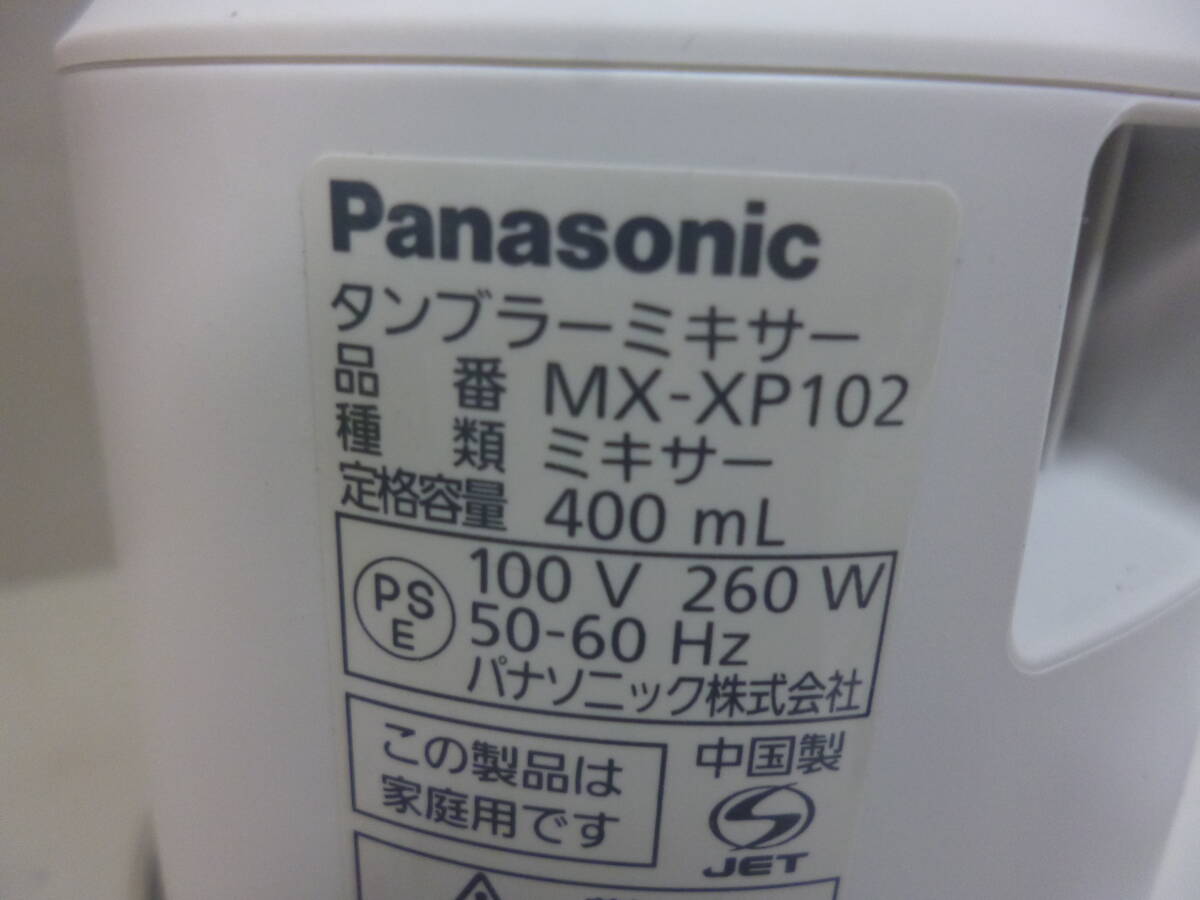 Panasonic
タンブラーミキサー
品 番 MX-XP102
種 類 ミキサー
定格容量 400 mL
PS E
100 V 260 W
50-60 Hz
パナソニック株式会社
この製品は
家庭用です
中国製
JET